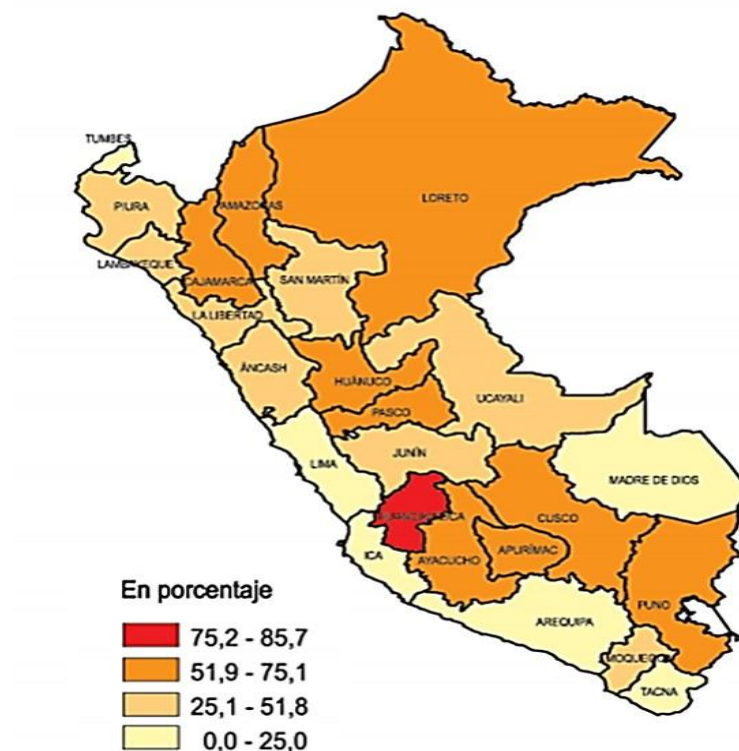 TUMBES
PIURA
LAMBAYEQUE
CAJAMARCA
AMAZONAS
LORETO
SAN MARTÍN
LA LIBERTAD
ÁNCASH
HUÁNUCO
PASCO
UCAYALI
LIMA
JUNÍN
MADRE DE DIOS
HUANCAVELICA
CUSCO
ICA
AYACUCHO
APURÍMAC
AREQUIPA
PUNO
MOQUEGUA
TACNA
En porcentaje
75,2 - 85,7
51,9 - 75,1
25,1 - 51,8
0,0 - 25,0